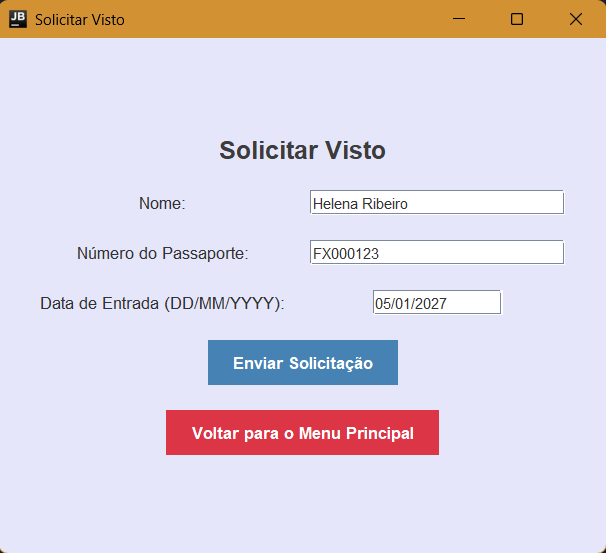 JB Solicitar Visto
Solicitar Visto
Nome: Helena Ribeiro
Número do Passaporte: FX000123
Data de Entrada (DD/MM/YYYY): 05/01/2027
Enviar Solicitação
Voltar para o Menu Principal